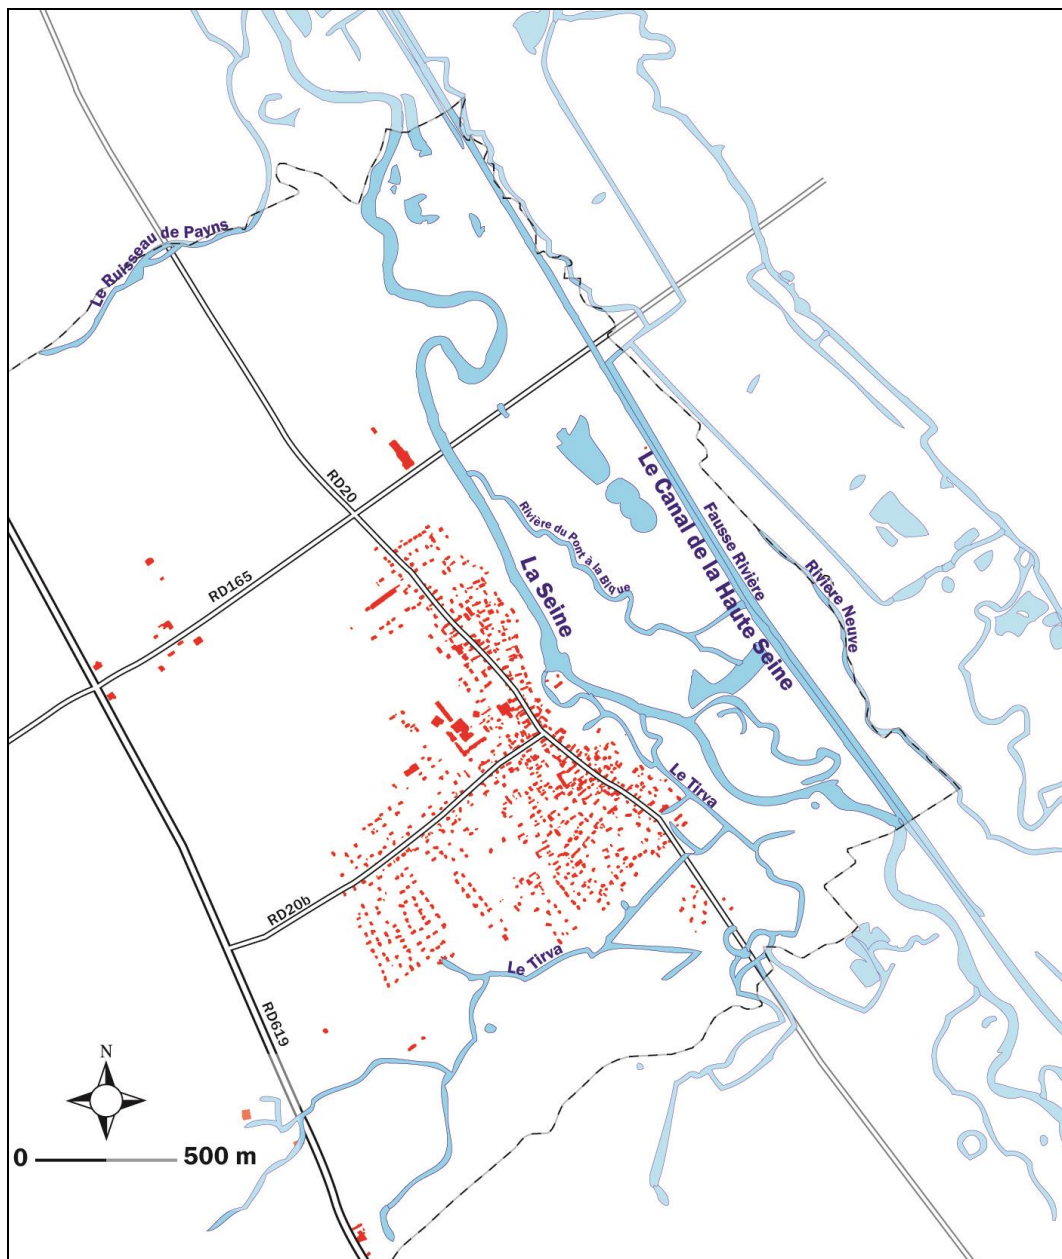 Le Ruisseau de Payns
RD20
RD165
Rivière du Pont à la Bique
La Seine
Le Canal de la Haute Seine
Fausse Rivière
Rivière Neuve
Le Tirva
RD20b
Le Tirva
RD619
N
0 500 m